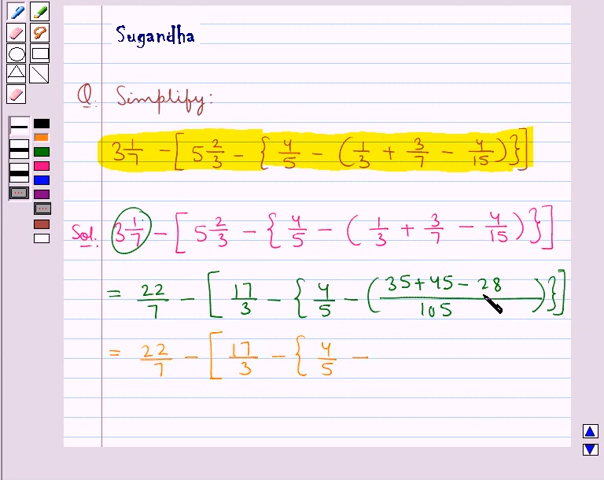 Sugandha
Q. Simplify:
3 1/7 - [5 2/3 - {4/5 - (1/3 + 3/7 - 4/15)}]
Sol. 3 1/7 - [5 2/3 - {4/5 - (1/3 + 3/7 - 4/15)}]
= 22/7 - [17/3 - {4/5 - ((35 + 45 - 28)/105)}]
= 22/7 - [17/3 - {4/5 -